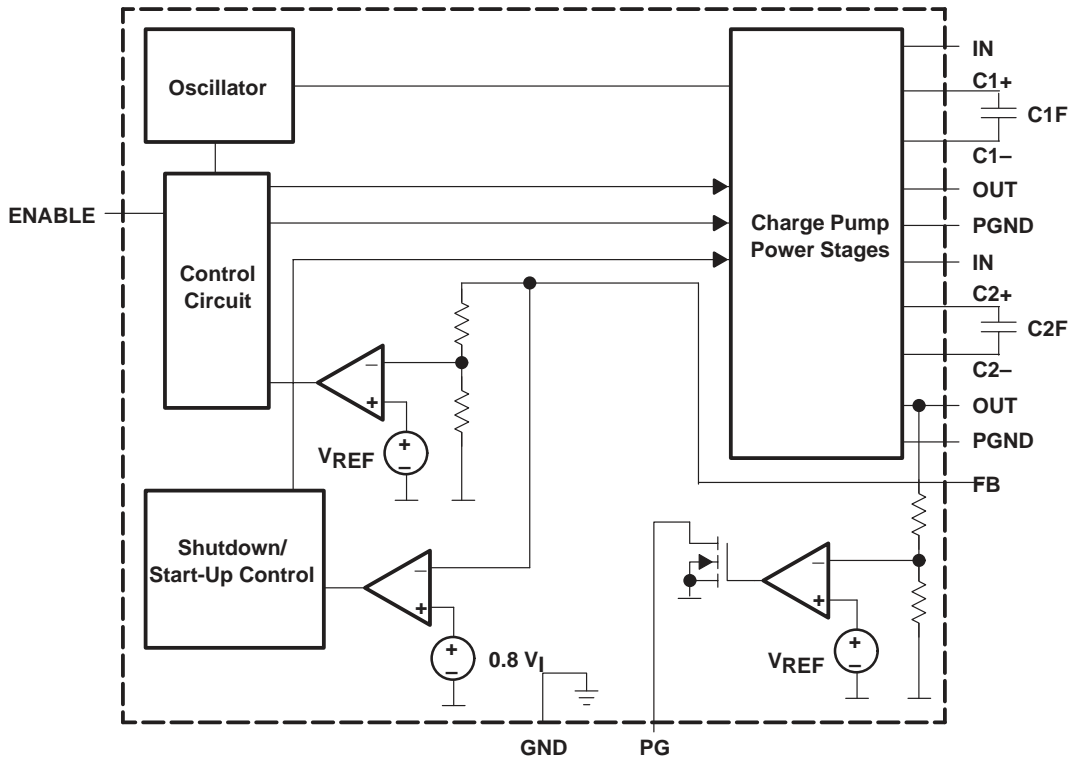 Oscillator
ENABLE
Control
Circuit
Charge Pump
Power Stages
IN
C1+
C1F
C1–
OUT
PGND
IN
C2+
C2F
C2–
OUT
PGND
FB
–
+
VREF
+
–
Shutdown/
Start-Up Control
–
+
+
–
0.8 VI
–
+
VREF
+
–
GND
PG